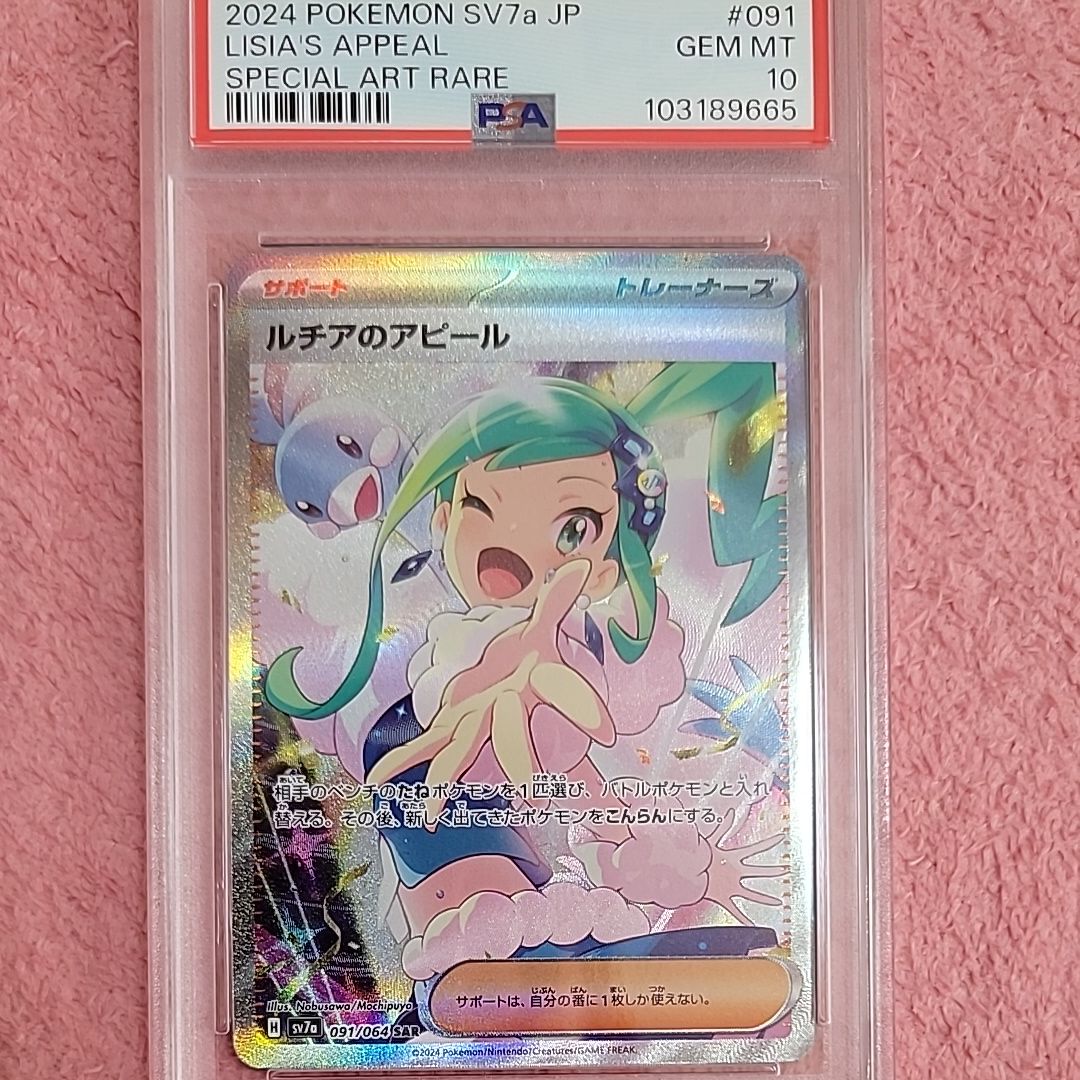 2024 POKEMON SV7a JP #091
LISIA'S APPEAL GEM MT
SPECIAL ART RARE 10
PSA 103189665
サポート トレーナーズ
ルチアのアピール
相手のベンチのたねポケモンを1匹選び、バトルポケモンと入れ
替える。その後、新しく出てきたポケモンをこんらんにする。
サポートは、自分の番に1枚しか使えない。
Illus. Nobusawa/Mochipuyo
H sv7a 091/064 SAR
©2024 Pokémon/Nintendo/Creatures/GAME FREAK.